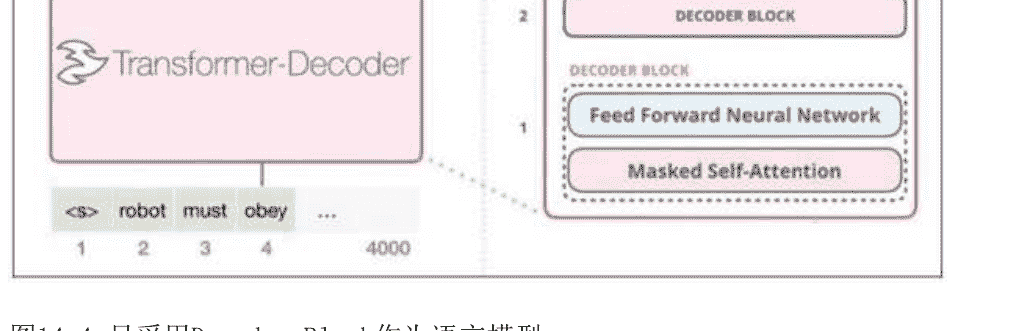 2
DECODER BLOCK
Transformer-Decoder
DECODER BLOCK
Feed Forward Neural Network
1
Masked Self-Attention
<s> robot must obey ...
1 2 3 4 4000